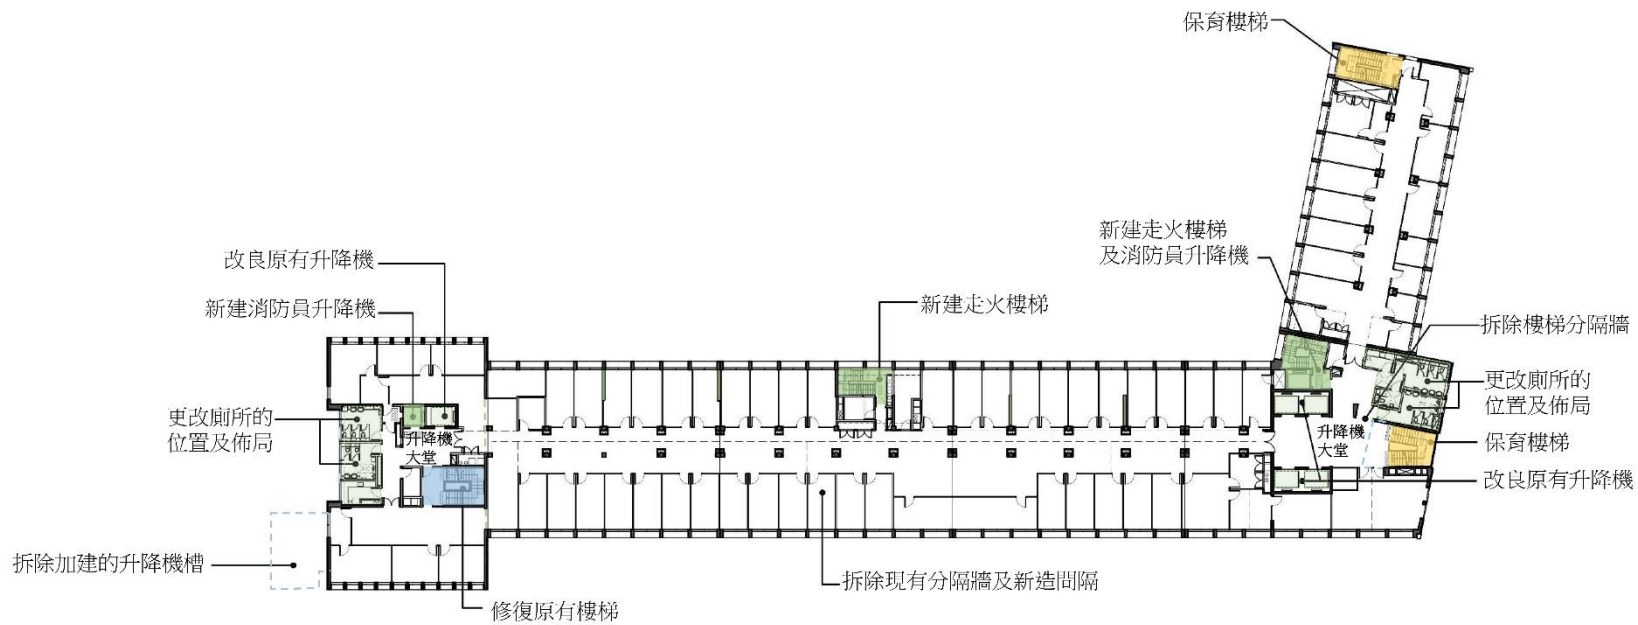 保育樓梯
新建走火樓梯
及消防員升降機
改良原有升降機
新建消防員升降機
新建走火樓梯
拆除樓梯分隔牆
更改廁所的
位置及佈局
更改廁所的
位置及佈局
升降機
大堂
升降機
大堂
保育樓梯
改良原有升降機
拆除加建的升降機槽
拆除現有分隔牆及新造間隔
修復原有樓梯